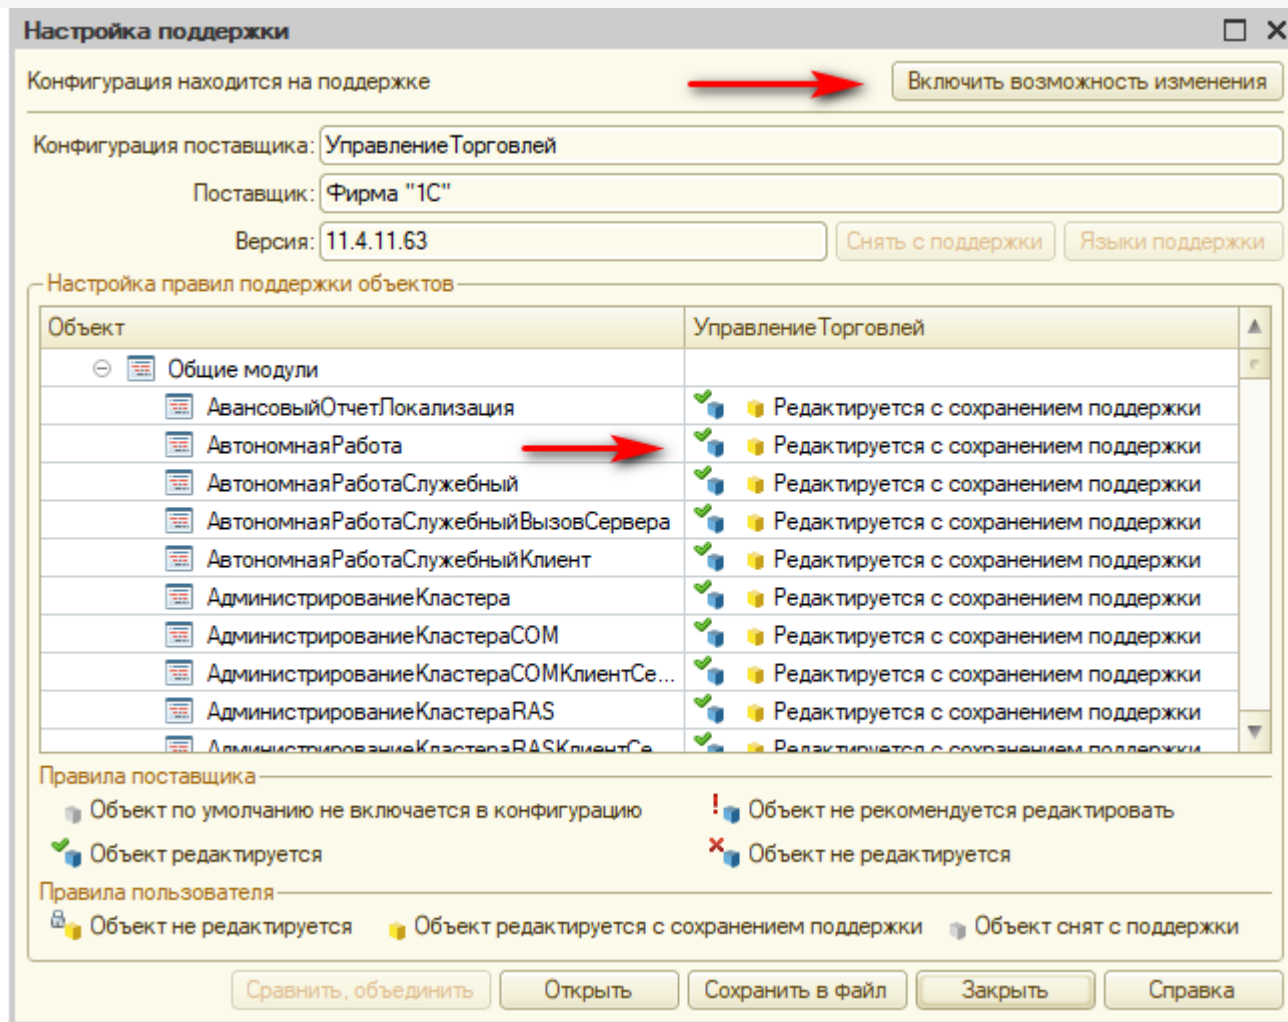 Настройка поддержки
Конфигурация находится на поддержке Включить возможность изменения
Конфигурация поставщика: УправлениеТорговлей
Поставщик: Фирма "1С"
Версия: 11.4.11.63 Снять с поддержки Языки поддержки
Настройка правил поддержки объектов
Объект УправлениеТорговлей
Общие модули
АвансовыйОтчетЛокализация Редактируется с сохранением поддержки
АвтономнаяРабота Редактируется с сохранением поддержки
АвтономнаяРаботаСлужебный Редактируется с сохранением поддержки
АвтономнаяРаботаСлужебныйВызовСервера Редактируется с сохранением поддержки
АвтономнаяРаботаСлужебныйКлиент Редактируется с сохранением поддержки
АдминистрированиеКластера Редактируется с сохранением поддержки
АдминистрированиеКластераCOM Редактируется с сохранением поддержки
АдминистрированиеКластераCOMКлиентСе... Редактируется с сохранением поддержки
АдминистрированиеКластераRAS Редактируется с сохранением поддержки
АдминистрированиеКластераRASКлиентСе... Редактируется с сохранением поддержки
Правила поставщика
Объект по умолчанию не включается в конфигурацию ! Объект не рекомендуется редактировать
Объект редактируется Объект не редактируется
Правила пользователя
Объект не редактируется Объект редактируется с сохранением поддержки Объект снят с поддержки
Сравнить, объединить Открыть Сохранить в файл Закрыть Справка